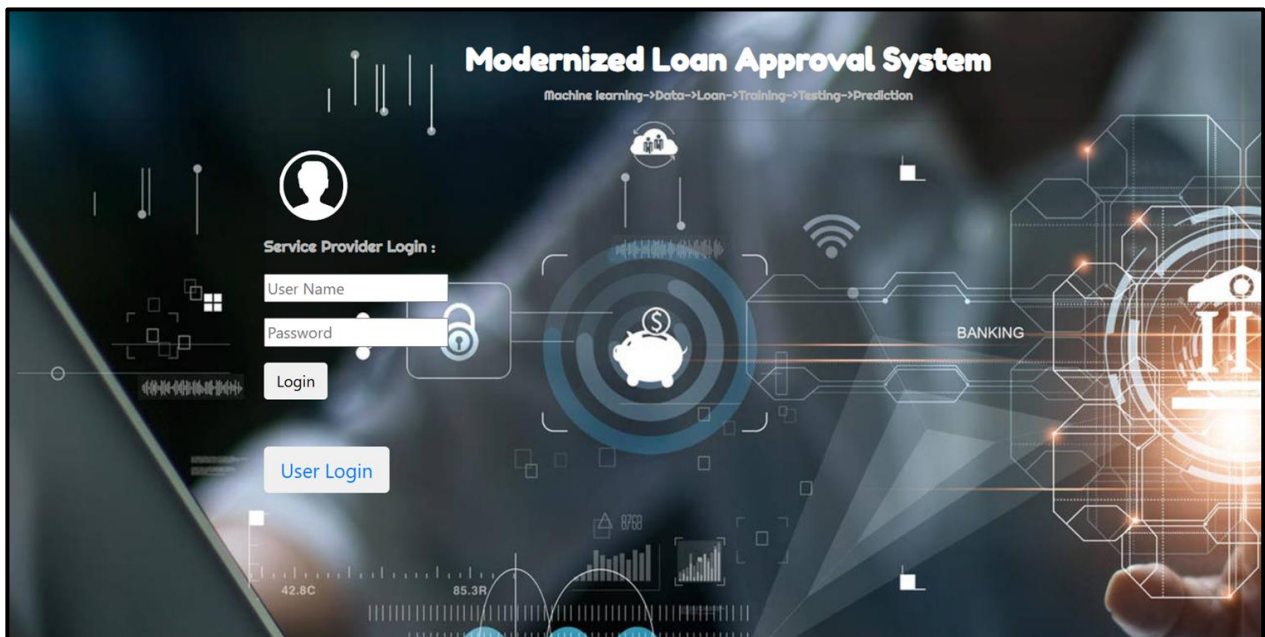 Modernized Loan Approval System
Machine learning->Data->Loan->Training->Testing->Prediction
Service Provider Login :
User Name
Password
Login
BANKING
User Login
8768
42.8C
85.3R